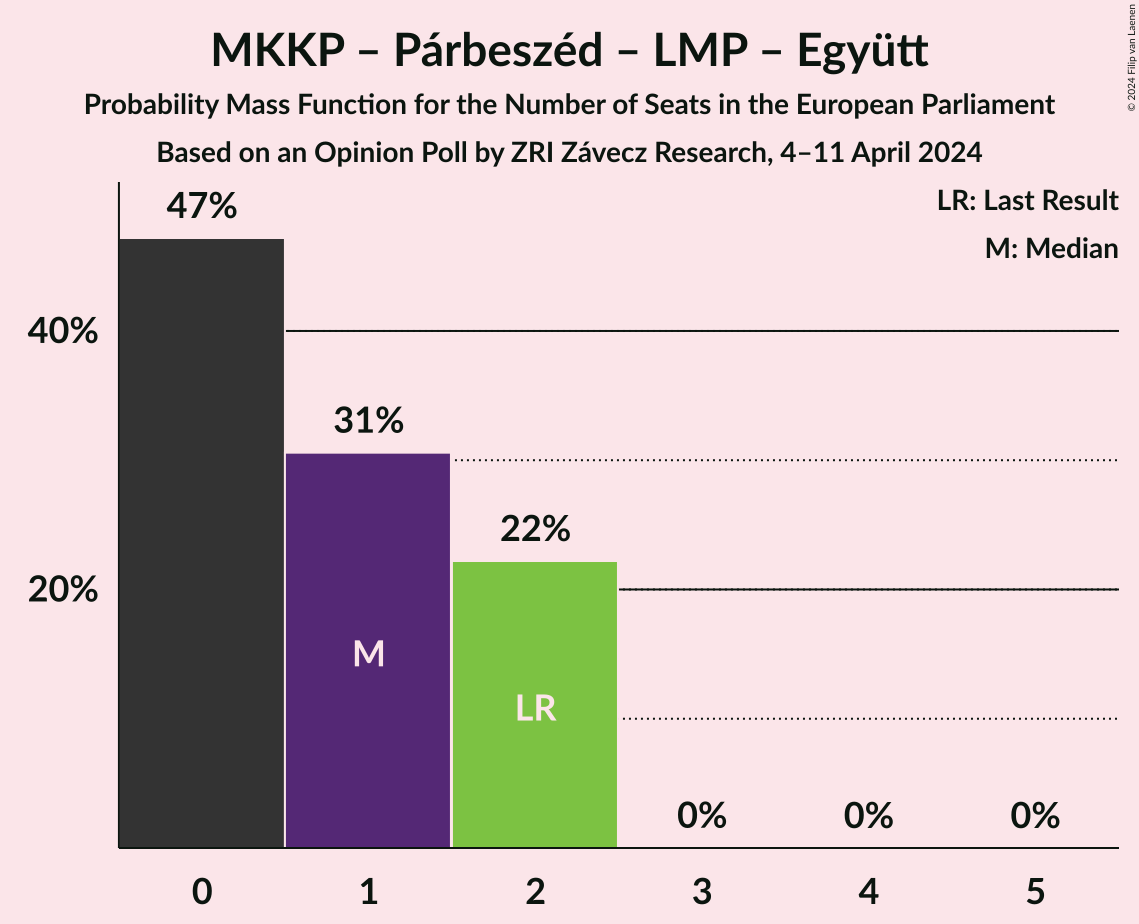 MKKP – Párbeszéd – LMP – Együtt
Probability Mass Function for the Number of Seats in the European Parliament
Based on an Opinion Poll by ZRI Závecz Research, 4–11 April 2024
© 2024 Filip van Laenen
LR: Last Result
M: Median
47%
40%
31%
22%
20%
M
LR
0%
0%
0%
0
1
2
3
4
5